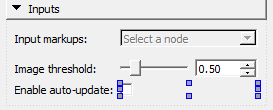 Inputs
Input markups: Select a node
Image threshold: 0.50
Enable auto-update: